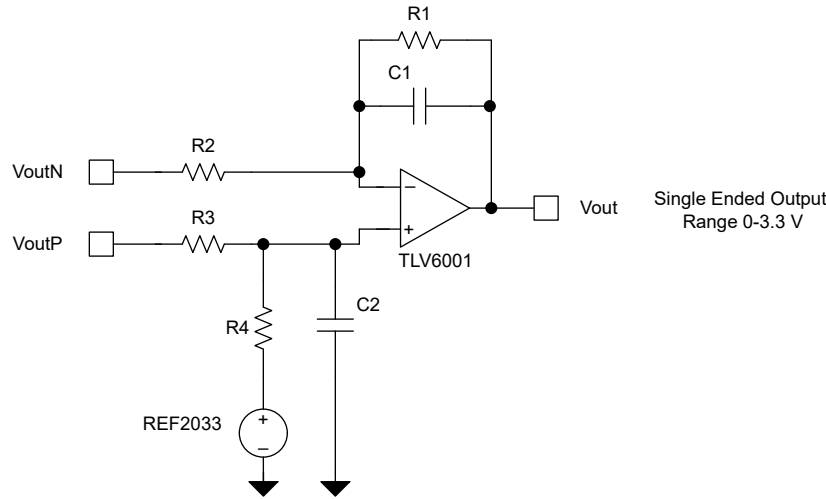 R1
C1
R2
VoutN
R3
VoutP
−
+
TLV6001
Vout
Single Ended Output
Range 0-3.3 V
C2
R4
REF2033
+
−